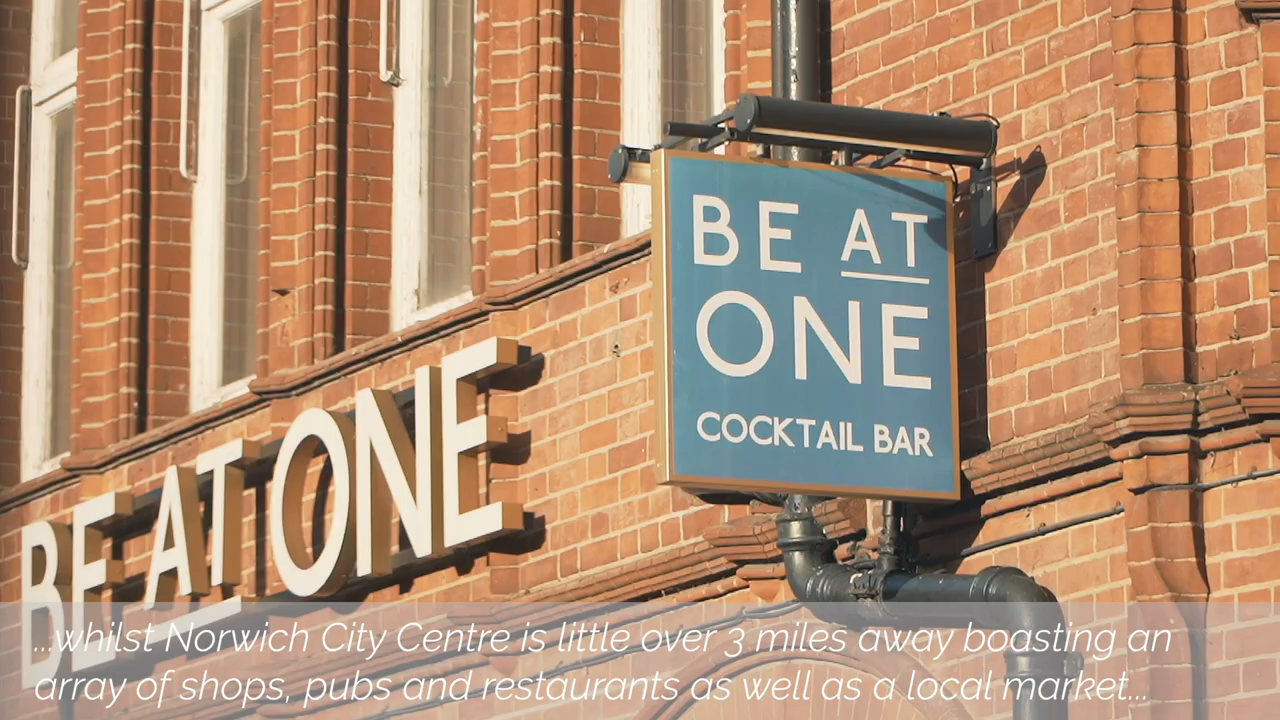 BE AT
ONE
COCKTAIL BAR
BE AT ONE
...whilst Norwich City Centre is little over 3 miles away boasting an
array of shops, pubs and restaurants as well as a local market...